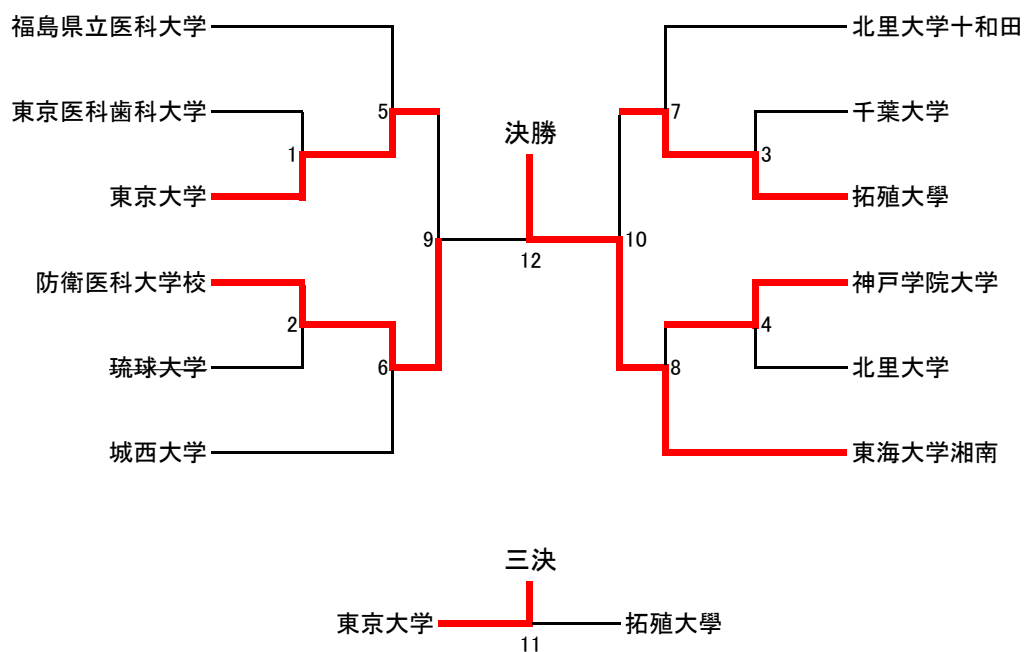 福島県立医科大学
北里大学十和田
東京医科歯科大学
5
7
千葉大学
決勝
1
3
東京大学
拓殖大學
9
10
12
防衛医科大学校
神戸学院大学
2
4
琉球大学
6
8
北里大学
城西大学
東海大学湘南
三決
東京大学
拓殖大學
11